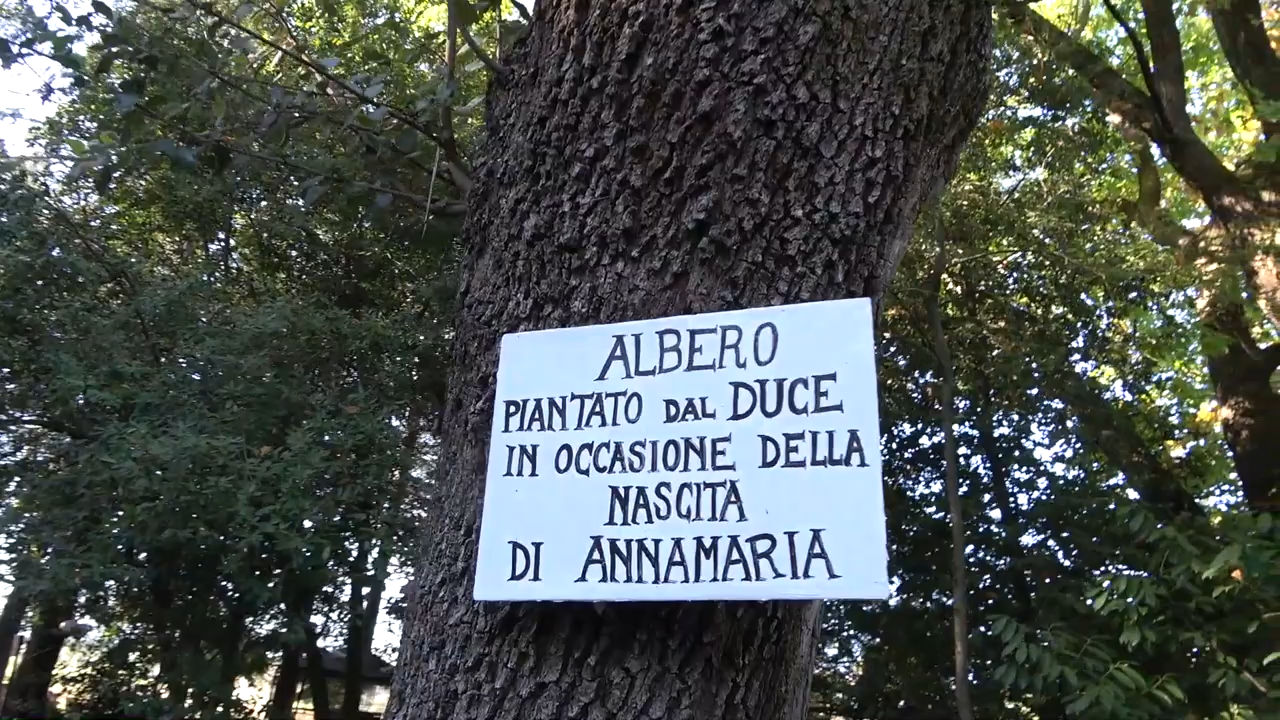 ALBERO
PIANTATO DAL DUCE
IN OCCASIONE DELLA
NASCITA
DI ANNAMARIA